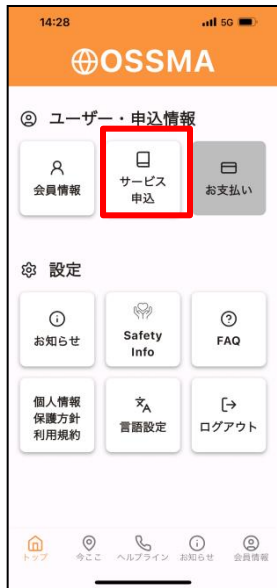 14:28
5G
OSSMA
ユーザー・申込情報
会員情報
サービス
申込
お支払い
設定
お知らせ
Safety
Info
FAQ
個人情報
保護方針
利用規約
言語設定
ログアウト
トップ
今ここ
ヘルプライン
お知らせ
会員情報